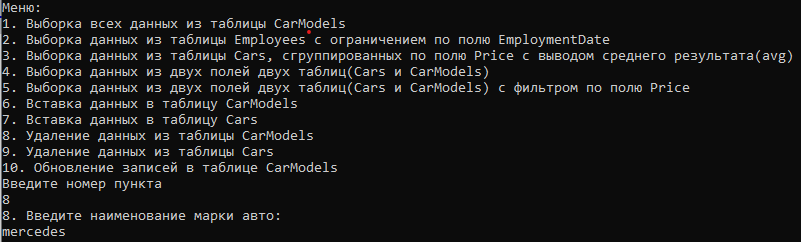 Меню:
1. Выборка всех данных из таблицы CarModels
2. Выборка данных из таблицы Employees с ограничением по полю EmploymentDate
3. Выборка данных из таблицы Cars, сгруппированных по полю Price с выводом среднего результата(avg)
4. Выборка данных из двух полей двух таблиц(Cars и CarModels)
5. Выборка данных из двух полей двух таблиц(Cars и CarModels) с фильтром по полю Price
6. Вставка данных в таблицу CarModels
7. Вставка данных в таблицу Cars
8. Удаление данных из таблицы CarModels
9. Удаление данных из таблицы Cars
10. Обновление записей в таблице CarModels
Введите номер пункта
8
8. Введите наименование марки авто:
mercedes